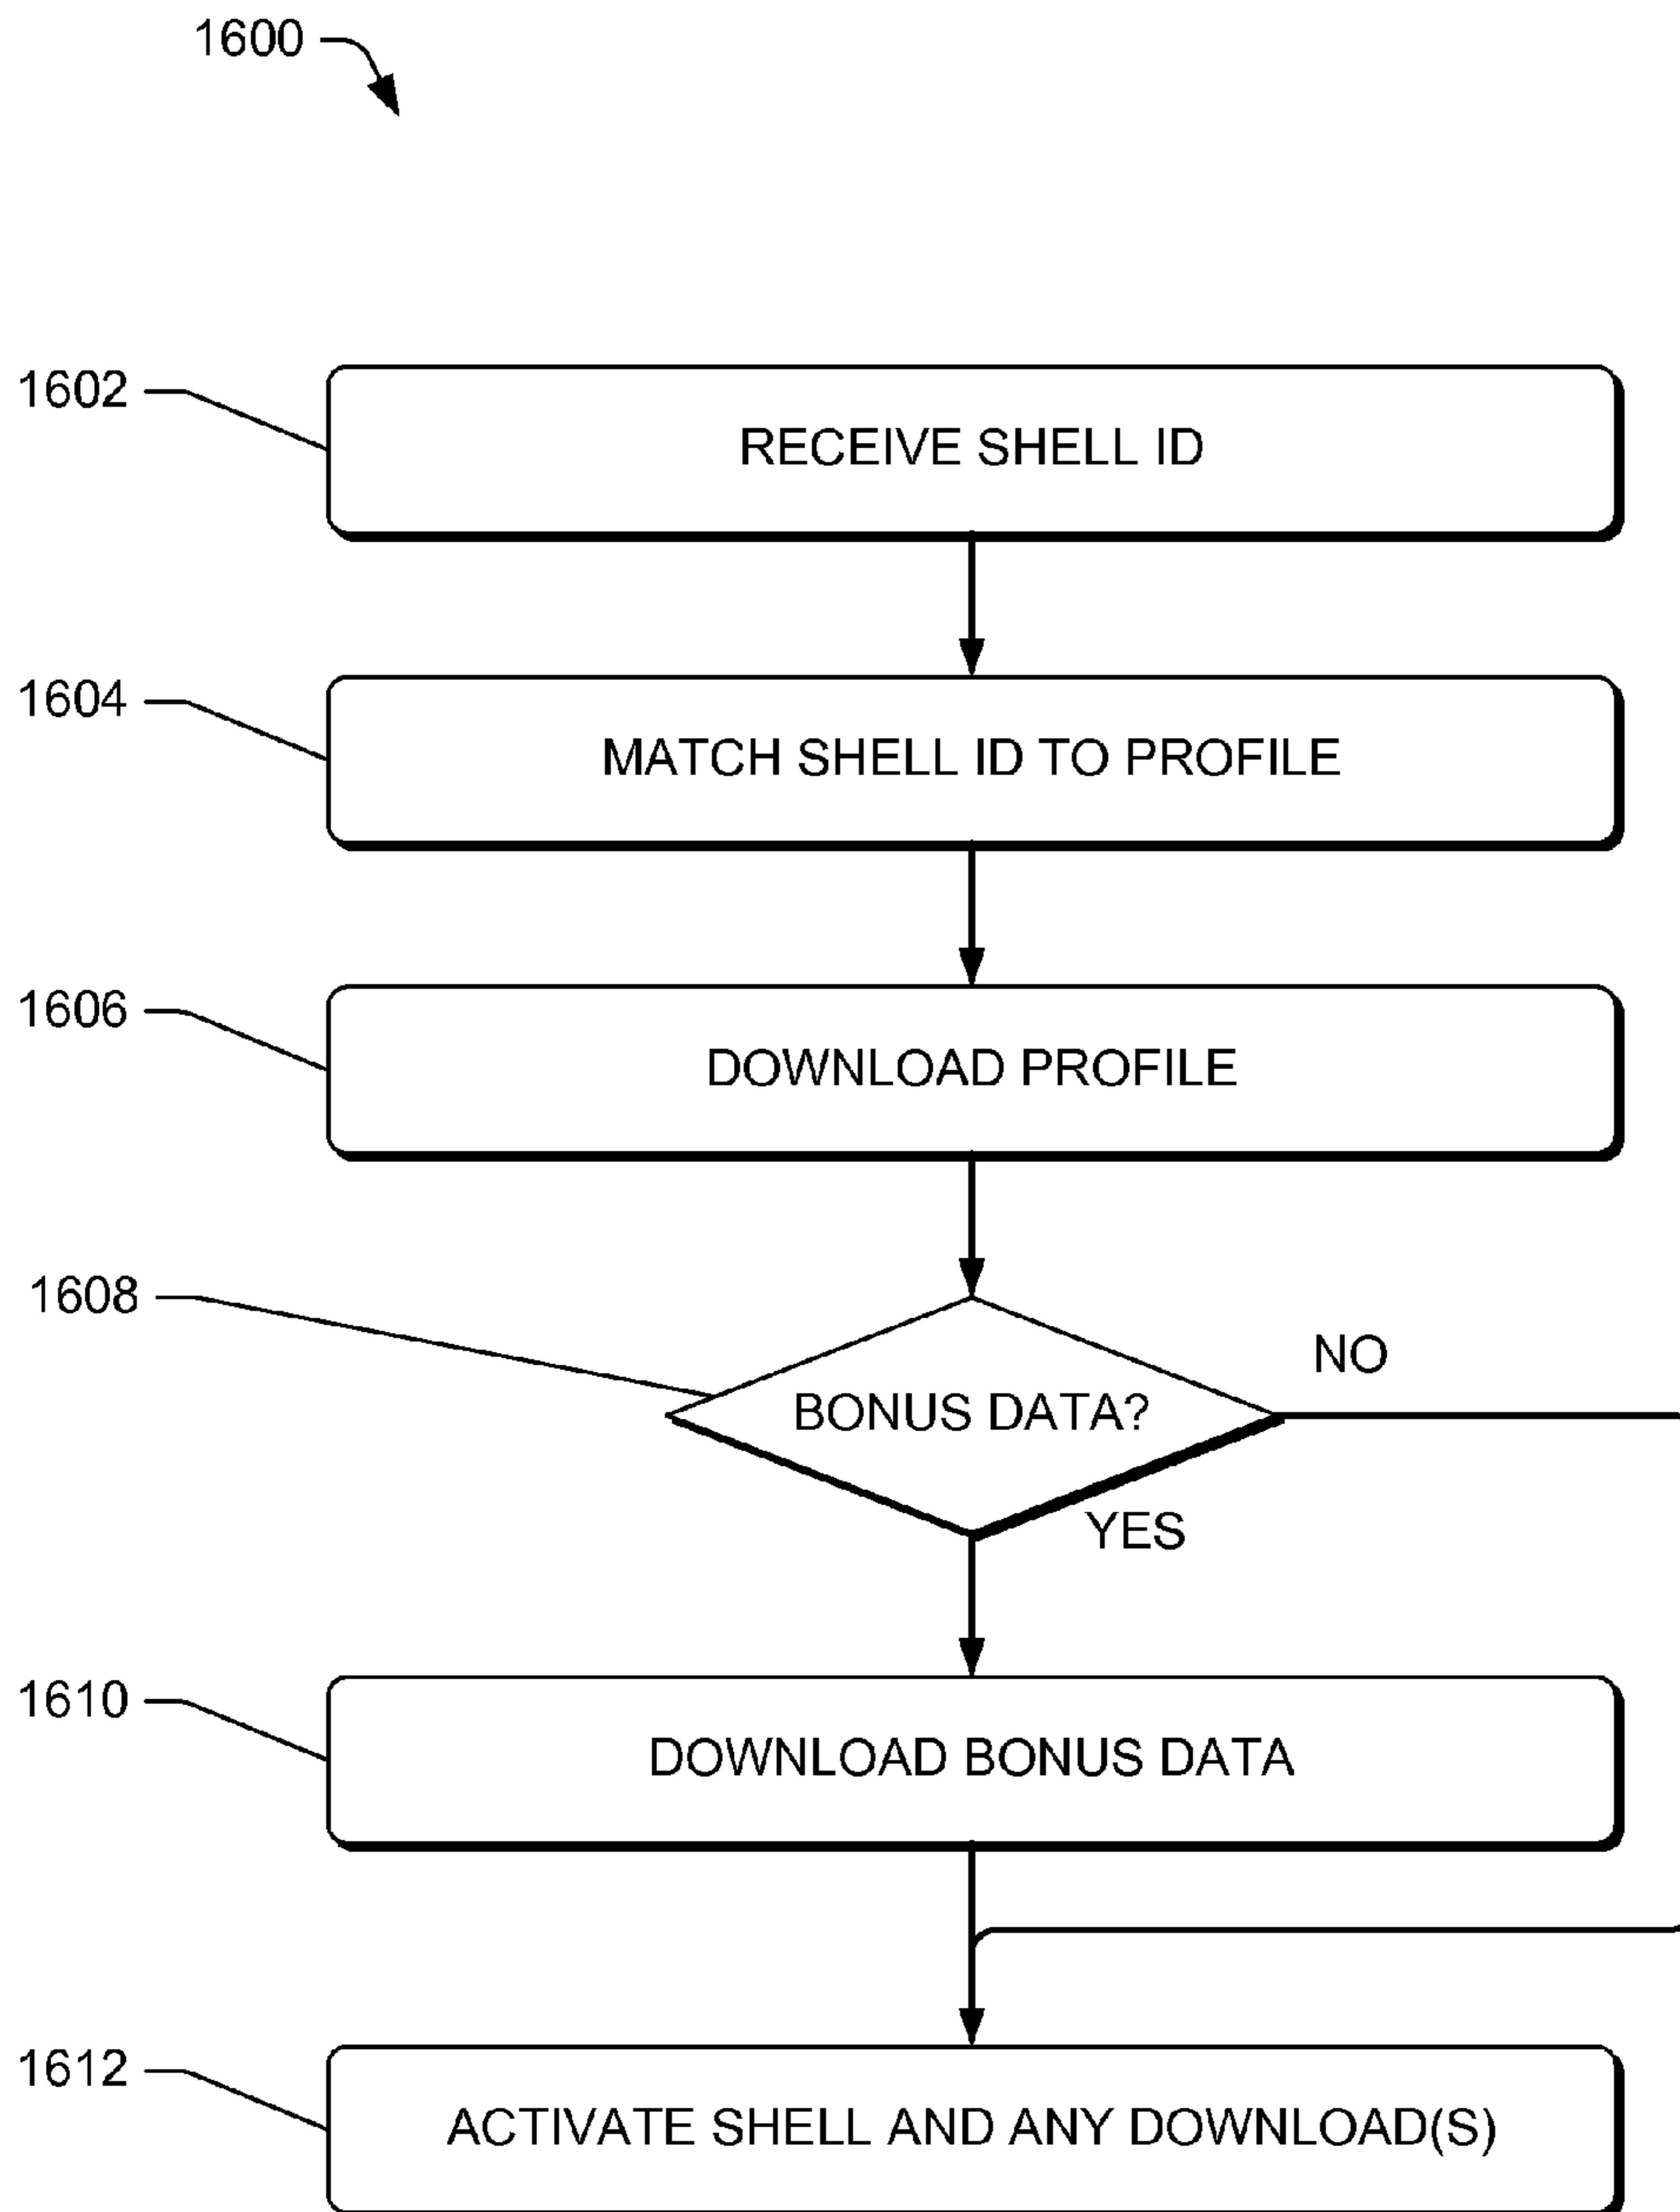 1600
1602
RECEIVE SHELL ID
1604
MATCH SHELL ID TO PROFILE
1606
DOWNLOAD PROFILE
1608
BONUS DATA?
NO
YES
1610
DOWNLOAD BONUS DATA
1612
ACTIVATE SHELL AND ANY DOWNLOAD(S)